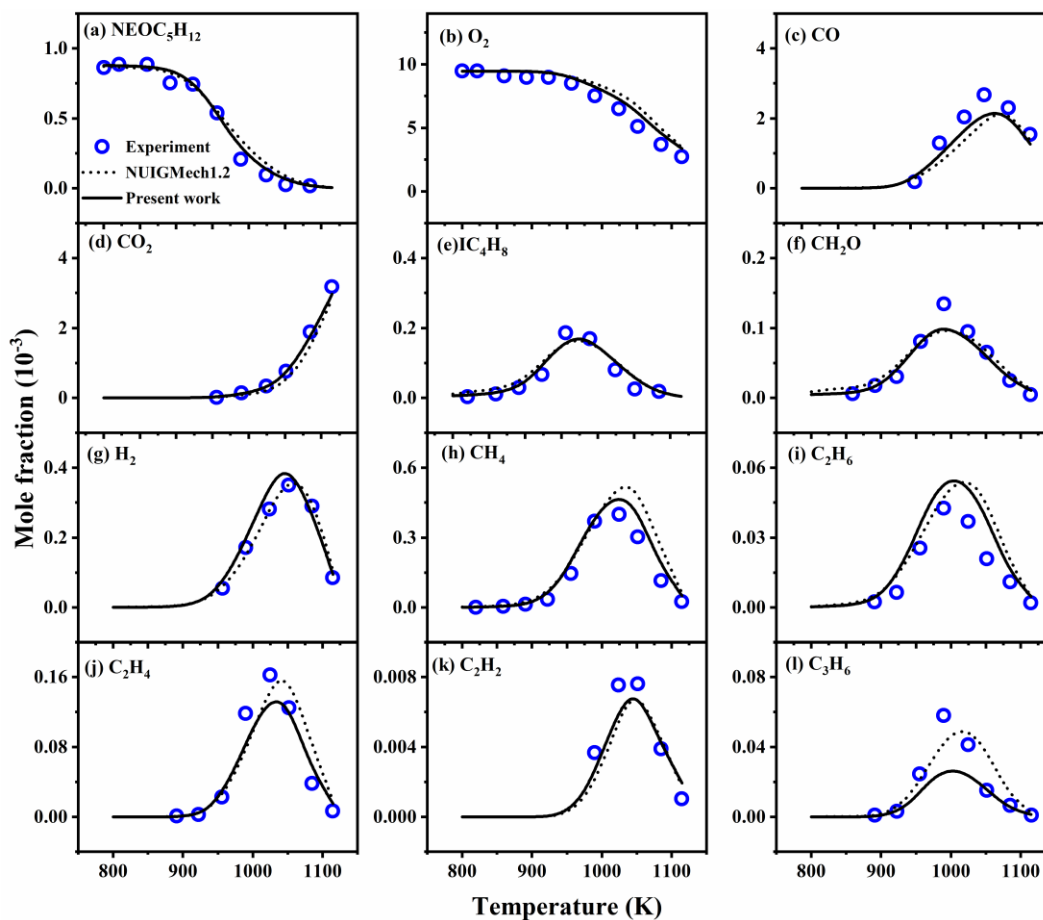 (a) NEOC5H12
(b) O2
(c) CO
1.0
0.5
0.0
10
5
0
4
2
0
Experiment
NUIGMech1.2
Present work
(d) CO2
(e)IC4H8
(f) CH2O
4
3
2
0
0.4
0.2
0.0
0.2
0.1
0.0
(g) H2
(h) CH4
(i) C2H6
0.4
0.2
0.0
0.6
0.3
0.0
0.06
0.03
0.00
(j) C2H4
(k) C2H2
(l) C3H6
0.16
0.08
0.00
0.008
0.004
0.000
0.08
0.04
0.00
800 900 1000 1100
800 900 1000 1100
800 900 1000 1100
Mole fraction (10-3)
Temperature (K)